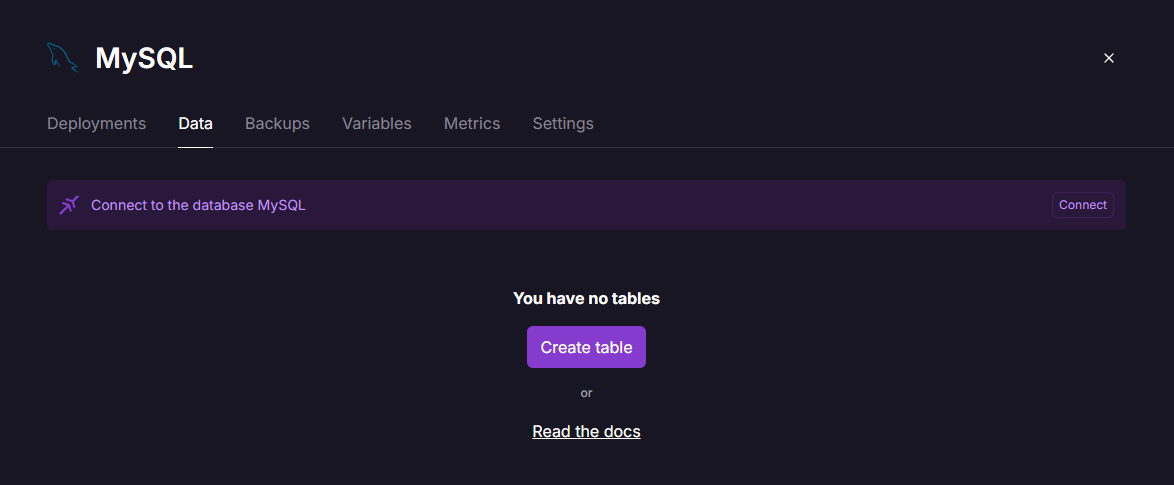 MySQL
Deployments Data Backups Variables Metrics Settings
Connect to the database MySQL Connect
You have no tables
Create table
or
Read the docs